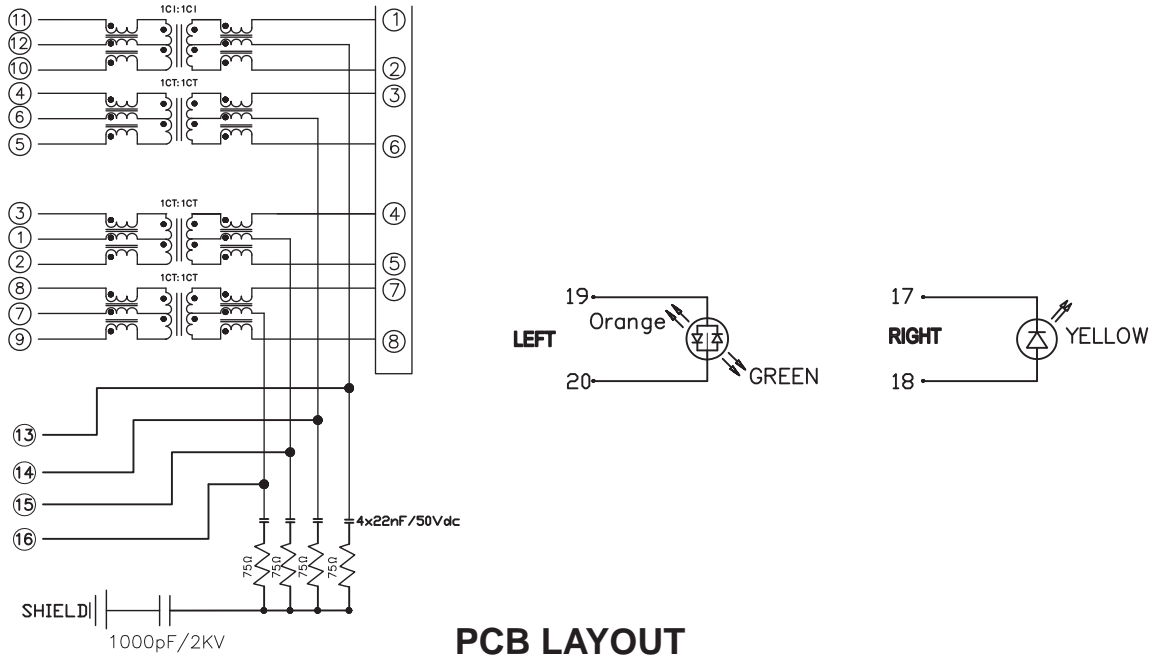 1CI:1CI
11
1
12
10
2
1CT:1CT
4
3
6
5
6
1CT:1CT
3
4
1
2
5
1CT:1CT
8
7
7
9
8
19
Orange
LEFT
20
GREEN
17
RIGHT
YELLOW
18
13
14
15
16
4x22nF/50Vdc
75Ω
75Ω
75Ω
75Ω
SHIELD
1000pF/2KV
PCB LAYOUT